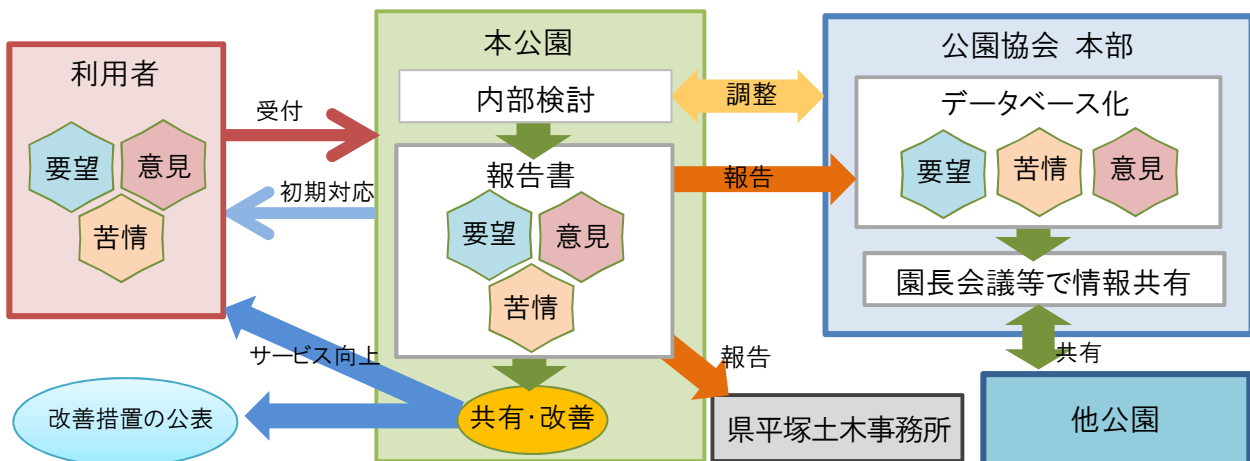 利用者
要望
意見
苦情
受付
初期対応
サービス向上
改善措置の公表
本公園
内部検討
報告書
要望
意見
苦情
共有・改善
調整
報告
報告
県平塚土木事務所
公園協会 本部
データベース化
要望
苦情
意見
園長会議等で情報共有
共有
他公園